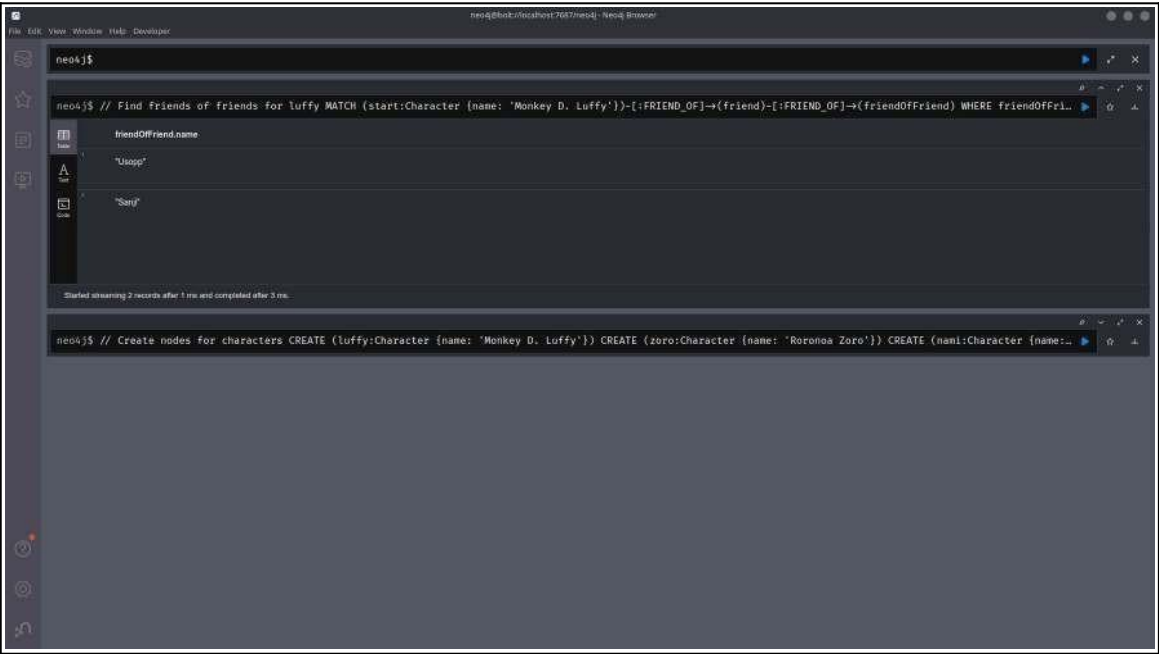 neo4j@bolt://localhost:7687/neo4j - Neo4j Browser
File Edit View Window Help Developer
neo4j$
neo4j$ // Find friends of friends for luffy MATCH (start:Character {name: 'Monkey D. Luffy'})-[:FRIEND_OF]→(friend)-[:FRIEND_OF]→(friendOfFriend) WHERE friendOfFri…
Table
friendOfFriend.name
"Usopp"
Text
"Sanji"
Code
Started streaming 2 records after 1 ms and completed after 3 ms.
neo4j$ // Create nodes for characters CREATE (luffy:Character {name: 'Monkey D. Luffy'}) CREATE (zoro:Character {name: 'Roronoa Zoro'}) CREATE (nami:Character {name:…